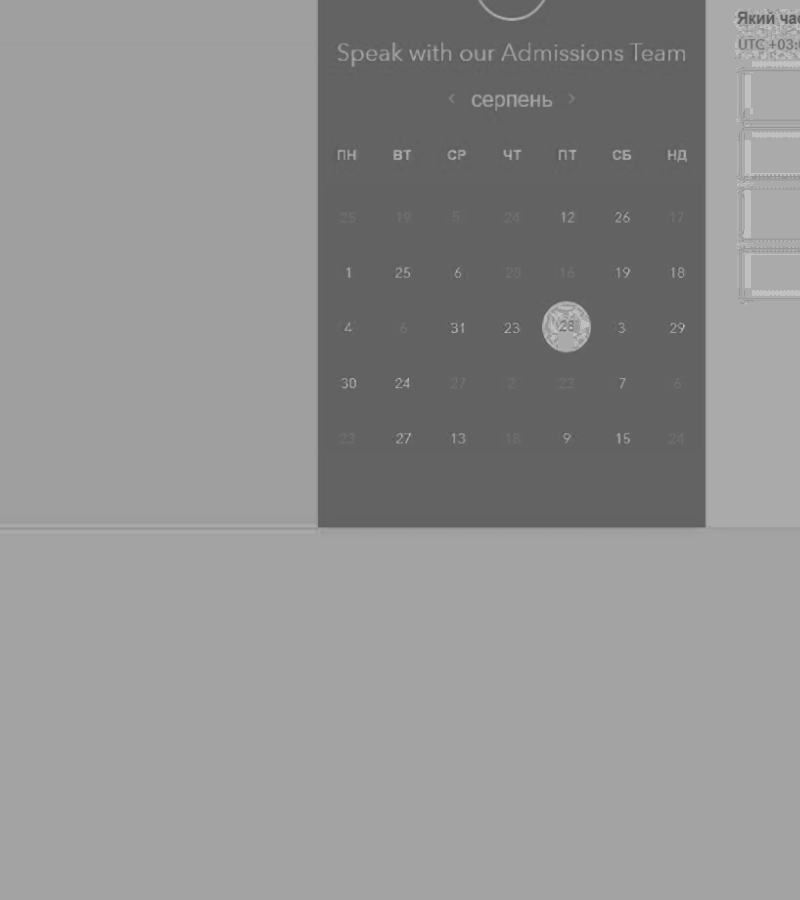 Speak with our Admissions Team
Який час
UTC +03:0
‹ серпень ›
ПН ВТ СР ЧТ ПТ СБ НД
25 19 5 24 12 26 17
1 25 6 28 16 19 18
4 6 31 23 28 3 29
30 24 27 2 22 7 6
23 27 13 18 9 15 24